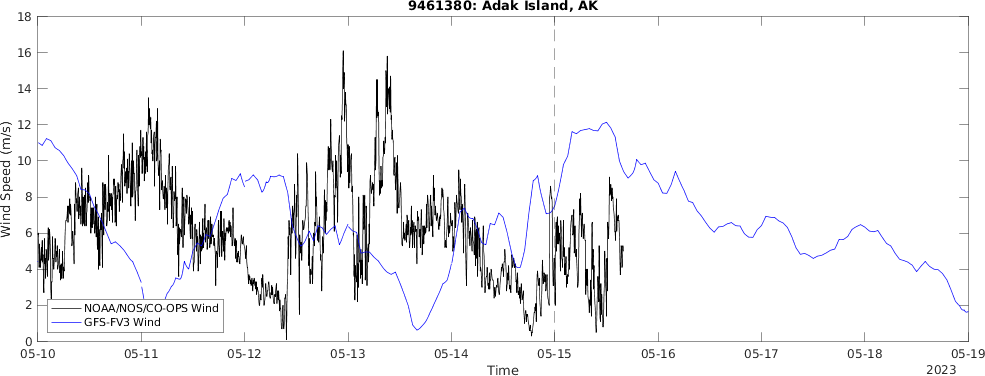 9461380: Adak Island, AK
Wind Speed (m/s)
18
16
14
12
10
8
6
4
2
0
NOAA/NOS/CO-OPS Wind
GFS-FV3 Wind
05-10 05-11 05-12 05-13 05-14 05-15 05-16 05-17 05-18 05-19
Time
2023